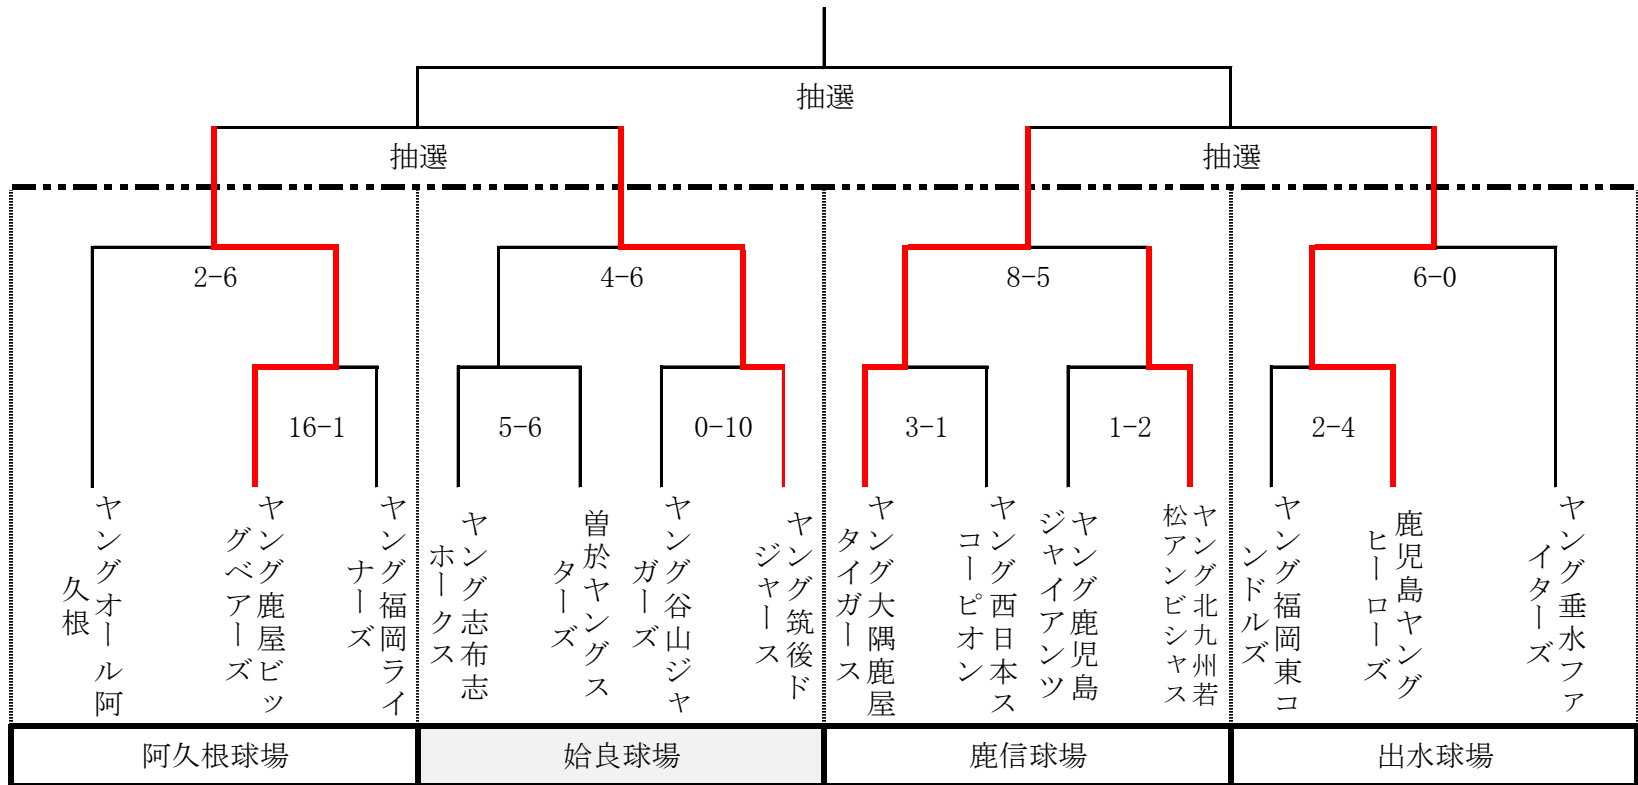 抽選
抽選
抽選
2-6
4-6
8-5
6-0
16-1
5-6
0-10
3-1
1-2
2-4
ヤングオール阿
久根
ヤング鹿屋ビッ
グベアーズ
ヤング福岡ライ
ナーズ
ヤング志布志
ホークス
曽於ヤングス
ターズ
ヤング谷山ジャ
ガーズ
ヤング筑後ド
ジャース
ヤング大隅鹿屋
タイガース
ヤング西日本ス
コーピオン
ヤング鹿児島
ジャイアンツ
ヤング北九州若
松アンビシャス
ヤング福岡東コ
ンドルズ
鹿児島ヤング
ヒーローズ
ヤング垂水ファ
イターズ
阿久根球場
姶良球場
鹿信球場
出水球場